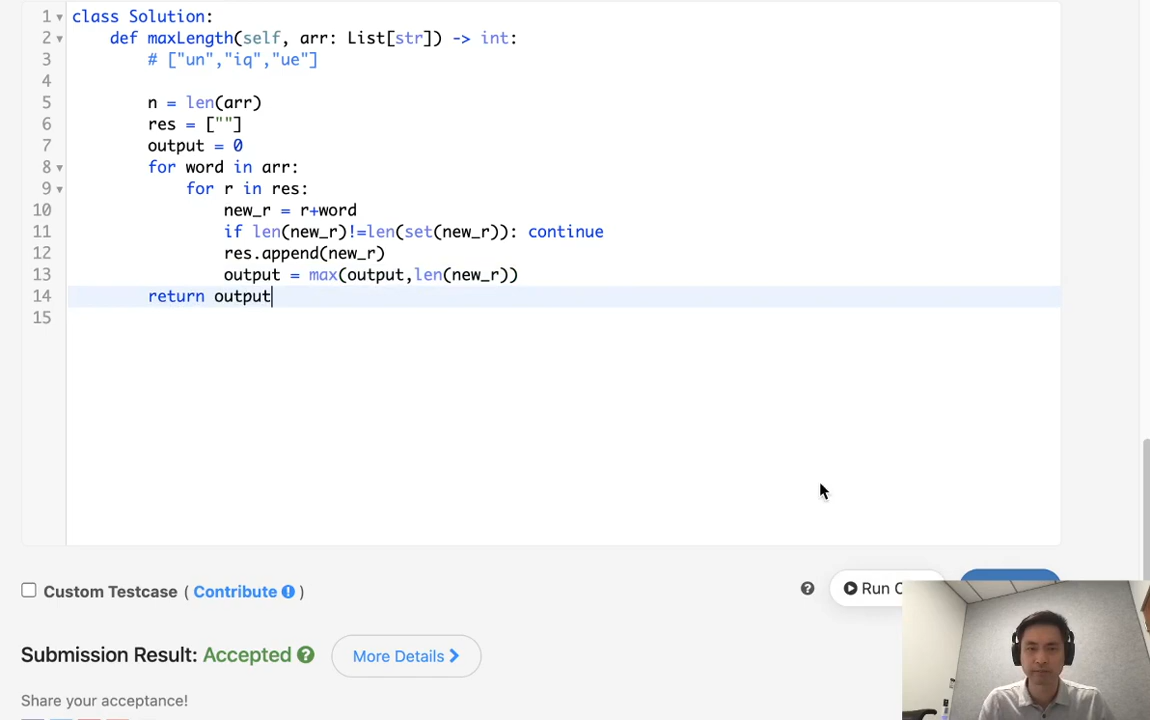 1 class Solution:
2 def maxLength(self, arr: List[str]) -> int:
3 # ["un","iq","ue"]
4
5 n = len(arr)
6 res = [""]
7 output = 0
8 for word in arr:
9 for r in res:
10 new_r = r+word
11 if len(new_r)!=len(set(new_r)): continue
12 res.append(new_r)
13 output = max(output,len(new_r))
14 return output
15
Custom Testcase ( Contribute )
Run
Submission Result: Accepted
More Details
Share your acceptance!